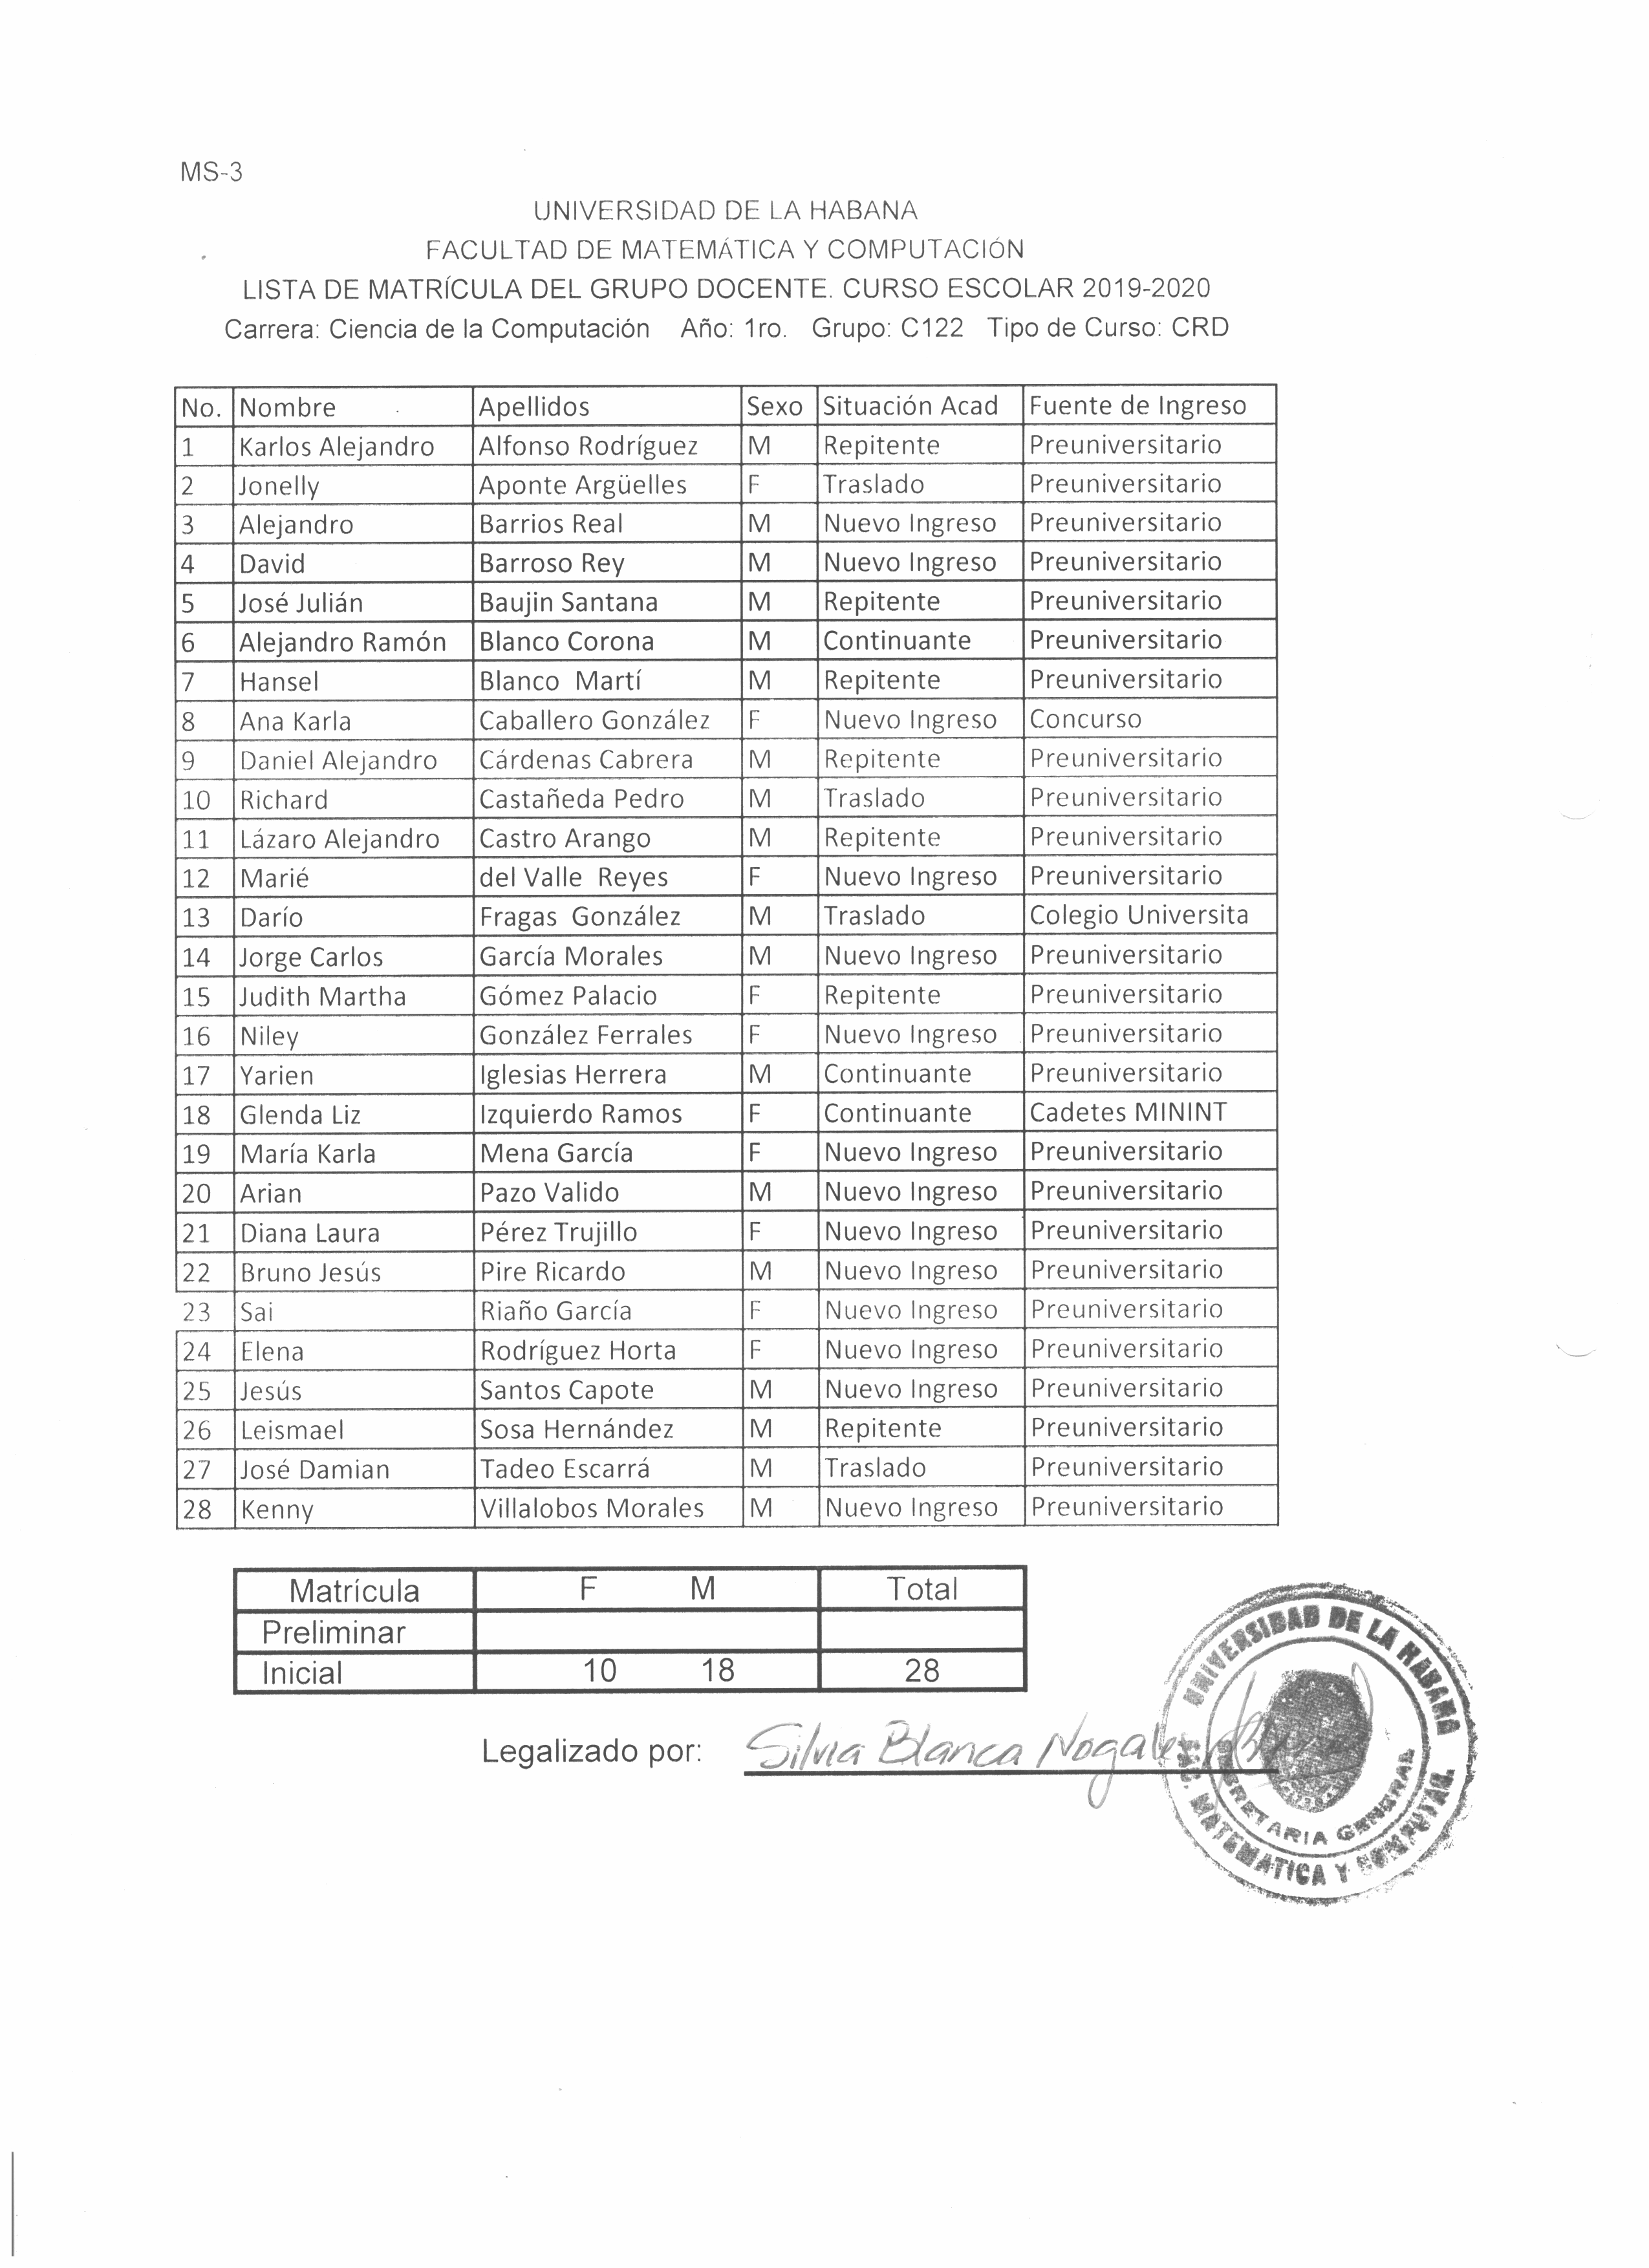 MS-3
UNIVERSIDAD DE LA HABANA
FACULTAD DE MATEMÁTICA Y COMPUTACIÓN
LISTA DE MATRÍCULA DEL GRUPO DOCENTE. CURSO ESCOLAR 2019-2020
Carrera: Ciencia de la Computación Año: 1ro. Grupo: C122 Tipo de Curso: CRD
No. Nombre Apellidos Sexo Situación Acad Fuente de Ingreso
1 Karlos Alejandro Alfonso Rodríguez M Repitente Preuniversitario
2 Jonelly Aponte Argüelles F Traslado Preuniversitario
3 Alejandro Barrios Real M Nuevo Ingreso Preuniversitario
4 David Barroso Rey M Nuevo Ingreso Preuniversitario
5 José Julián Baujin Santana M Repitente Preuniversitario
6 Alejandro Ramón Blanco Corona M Continuante Preuniversitario
7 Hansel Blanco Martí M Repitente Preuniversitario
8 Ana Karla Caballero González F Nuevo Ingreso Concurso
9 Daniel Alejandro Cárdenas Cabrera M Repitente Preuniversitario
10 Richard Castañeda Pedro M Traslado Preuniversitario
11 Lázaro Alejandro Castro Arango M Repitente Preuniversitario
12 Marié del Valle Reyes F Nuevo Ingreso Preuniversitario
13 Darío Fragas González M Traslado Colegio Universita
14 Jorge Carlos García Morales M Nuevo Ingreso Preuniversitario
15 Judith Martha Gómez Palacio F Repitente Preuniversitario
16 Niley González Ferrales F Nuevo Ingreso Preuniversitario
17 Yarien Iglesias Herrera M Continuante Preuniversitario
18 Glenda Liz Izquierdo Ramos F Continuante Cadetes MININT
19 María Karla Mena García F Nuevo Ingreso Preuniversitario
20 Arian Pazo Valido M Nuevo Ingreso Preuniversitario
21 Diana Laura Pérez Trujillo F Nuevo Ingreso Preuniversitario
22 Bruno Jesús Pire Ricardo M Nuevo Ingreso Preuniversitario
23 Sai Riaño García F Nuevo Ingreso Preuniversitario
24 Elena Rodríguez Horta F Nuevo Ingreso Preuniversitario
25 Jesús Santos Capote M Nuevo Ingreso Preuniversitario
26 Leismael Sosa Hernández M Repitente Preuniversitario
27 José Damian Tadeo Escarrá M Traslado Preuniversitario
28 Kenny Villalobos Morales M Nuevo Ingreso Preuniversitario
Matrícula F M Total
Preliminar
Inicial 10 18 28
Legalizado por: Silvia Blanca Nogales
UNIVERSIDAD DE LA HABANA
SECRETARIA GENERAL
MATEMATICA Y